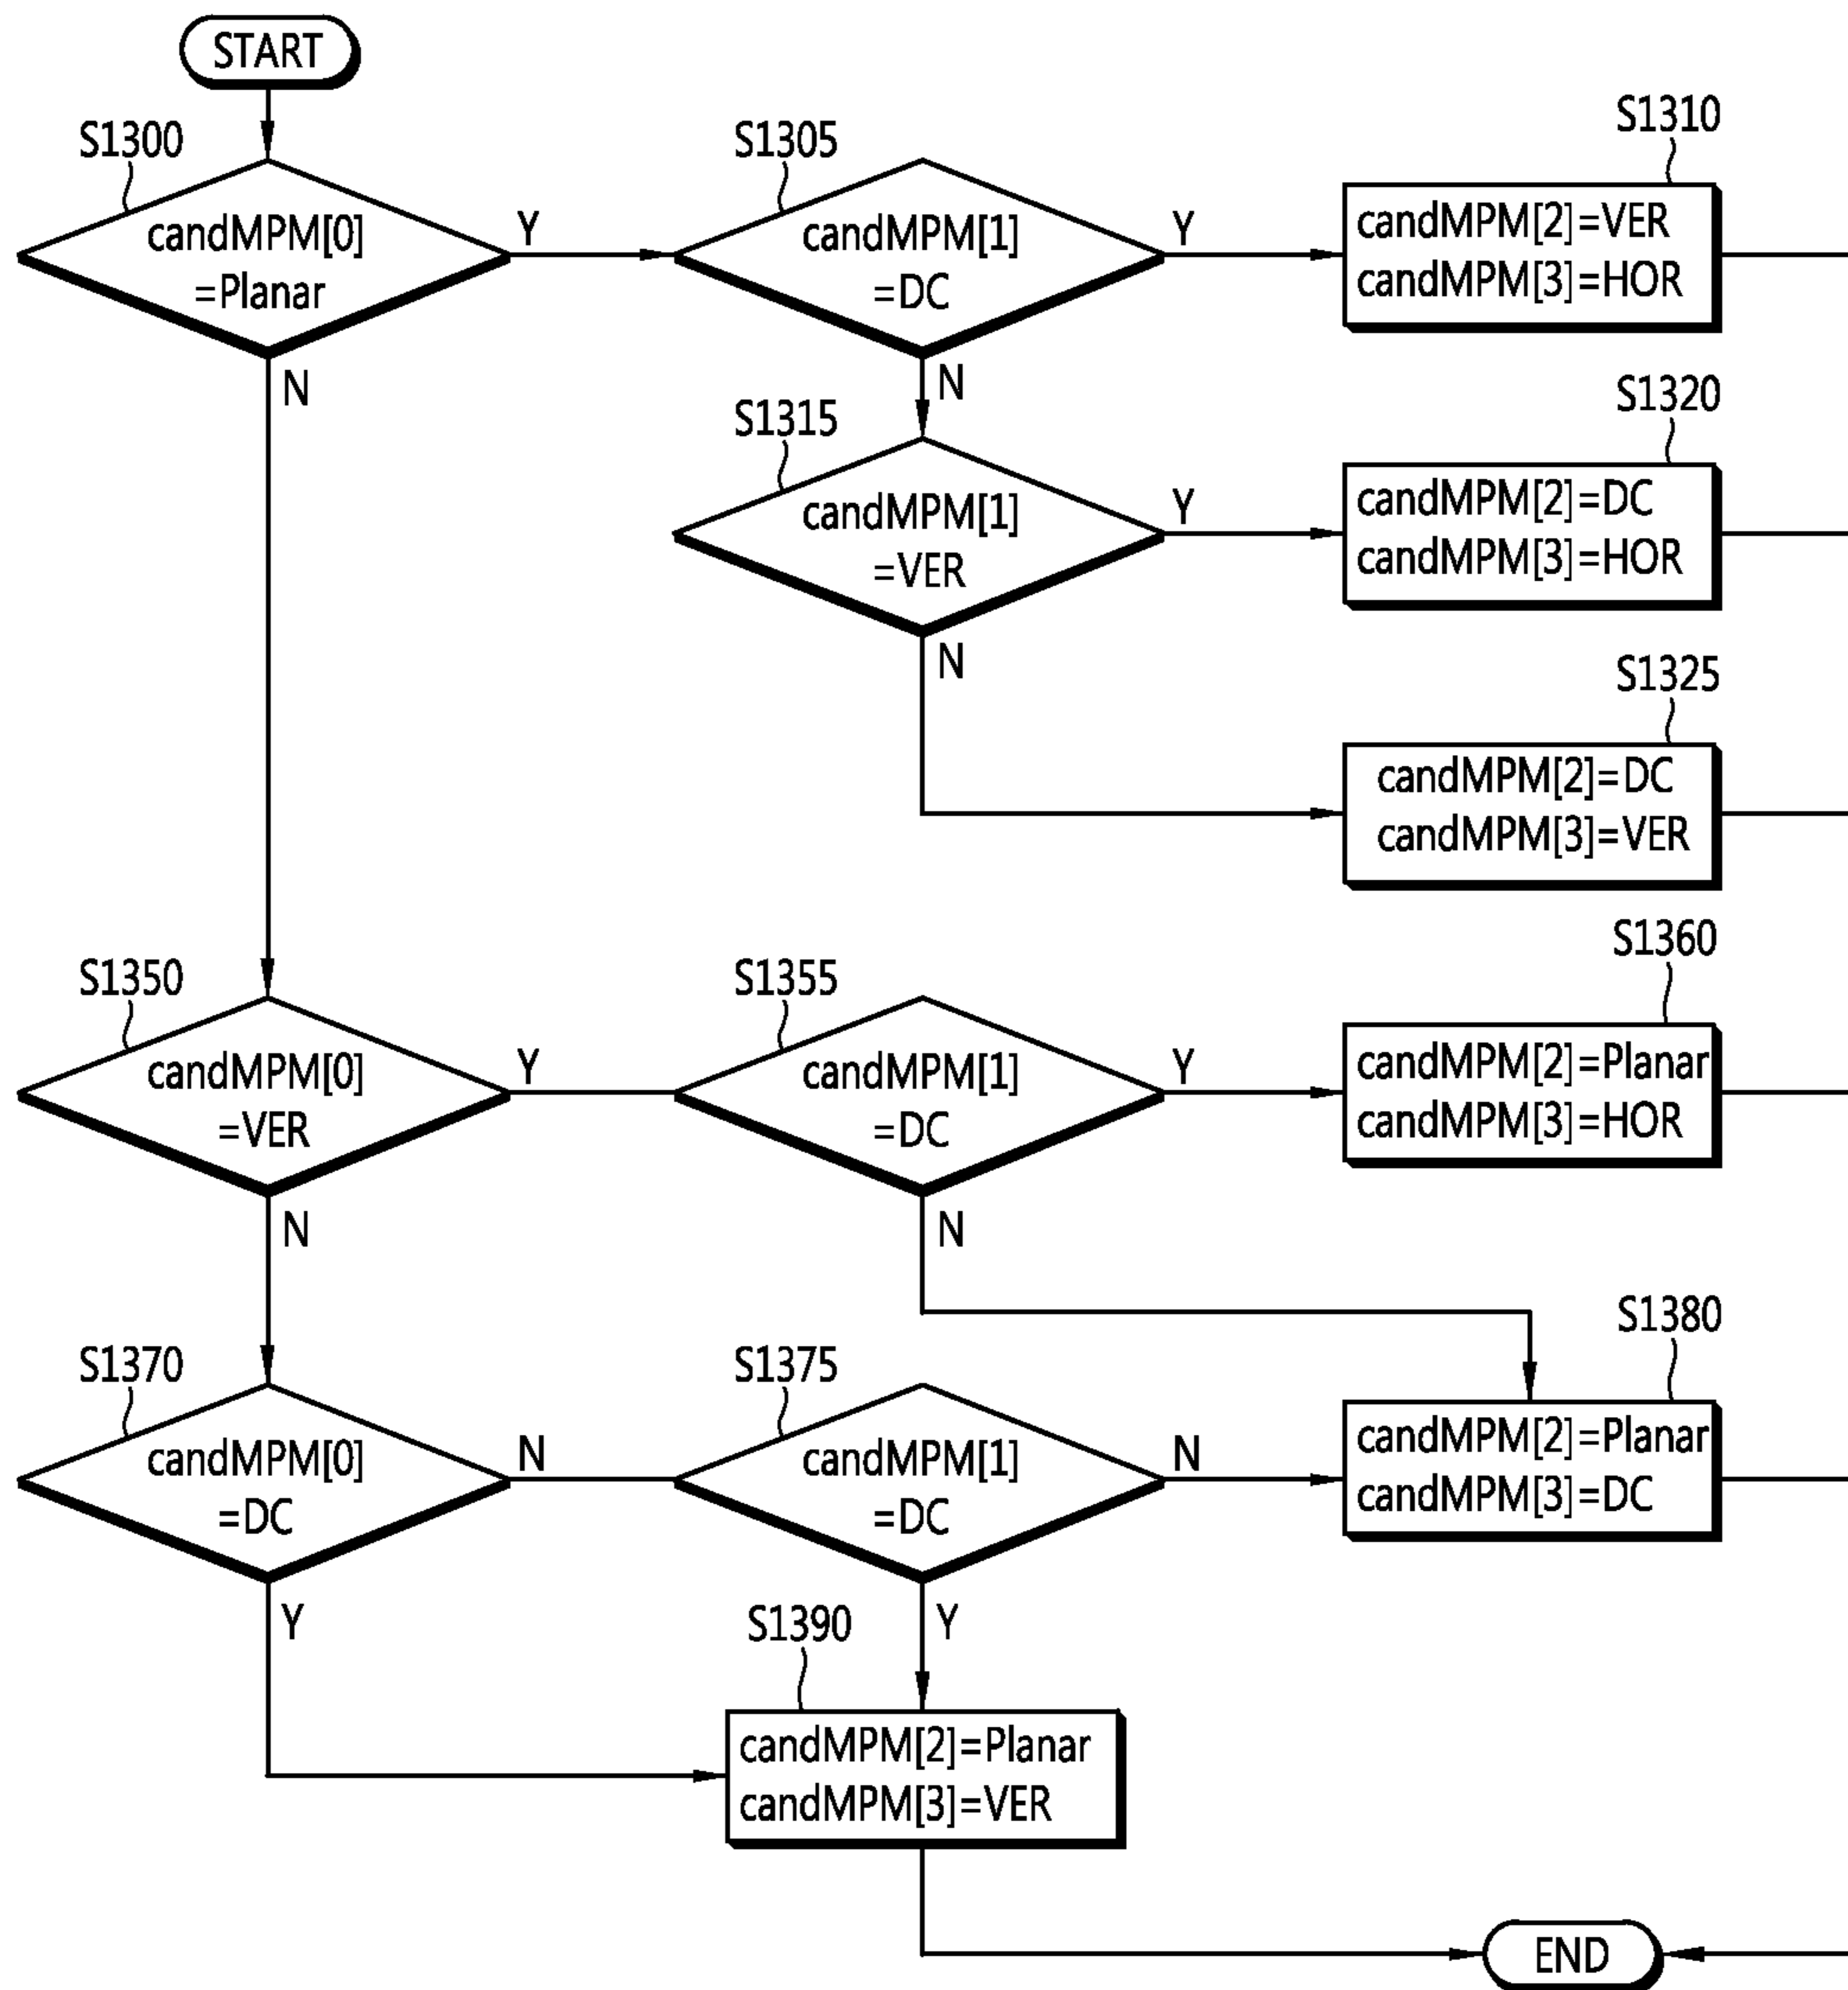 START
S1300
candMPM[0]
=Planar
Y
N
S1305
candMPM[1]
=DC
Y
N
S1310
candMPM[2]=VER
candMPM[3]=HOR
S1315
candMPM[1]
=VER
Y
N
S1320
candMPM[2]=DC
candMPM[3]=HOR
S1325
candMPM[2]=DC
candMPM[3]=VER
S1350
candMPM[0]
=VER
Y
N
S1355
candMPM[1]
=DC
Y
N
S1360
candMPM[2]=Planar
candMPM[3]=HOR
S1370
candMPM[0]
=DC
N
Y
S1375
candMPM[1]
=DC
N
Y
S1380
candMPM[2]=Planar
candMPM[3]=DC
S1390
candMPM[2]=Planar
candMPM[3]=VER
END